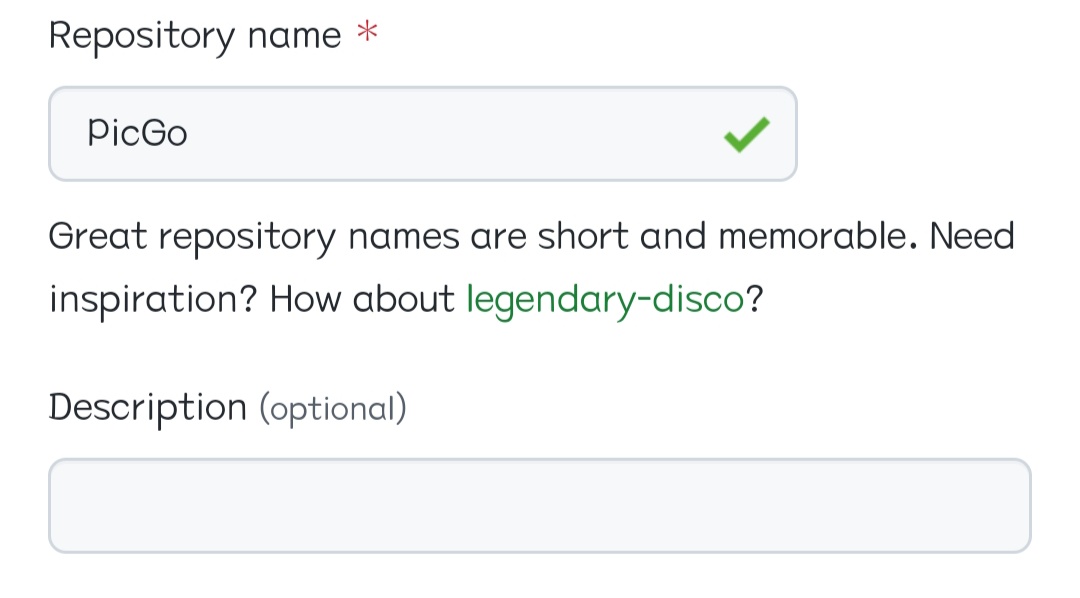 Repository name *
PicGo
Great repository names are short and memorable. Need
inspiration? How about legendary-disco?
Description (optional)